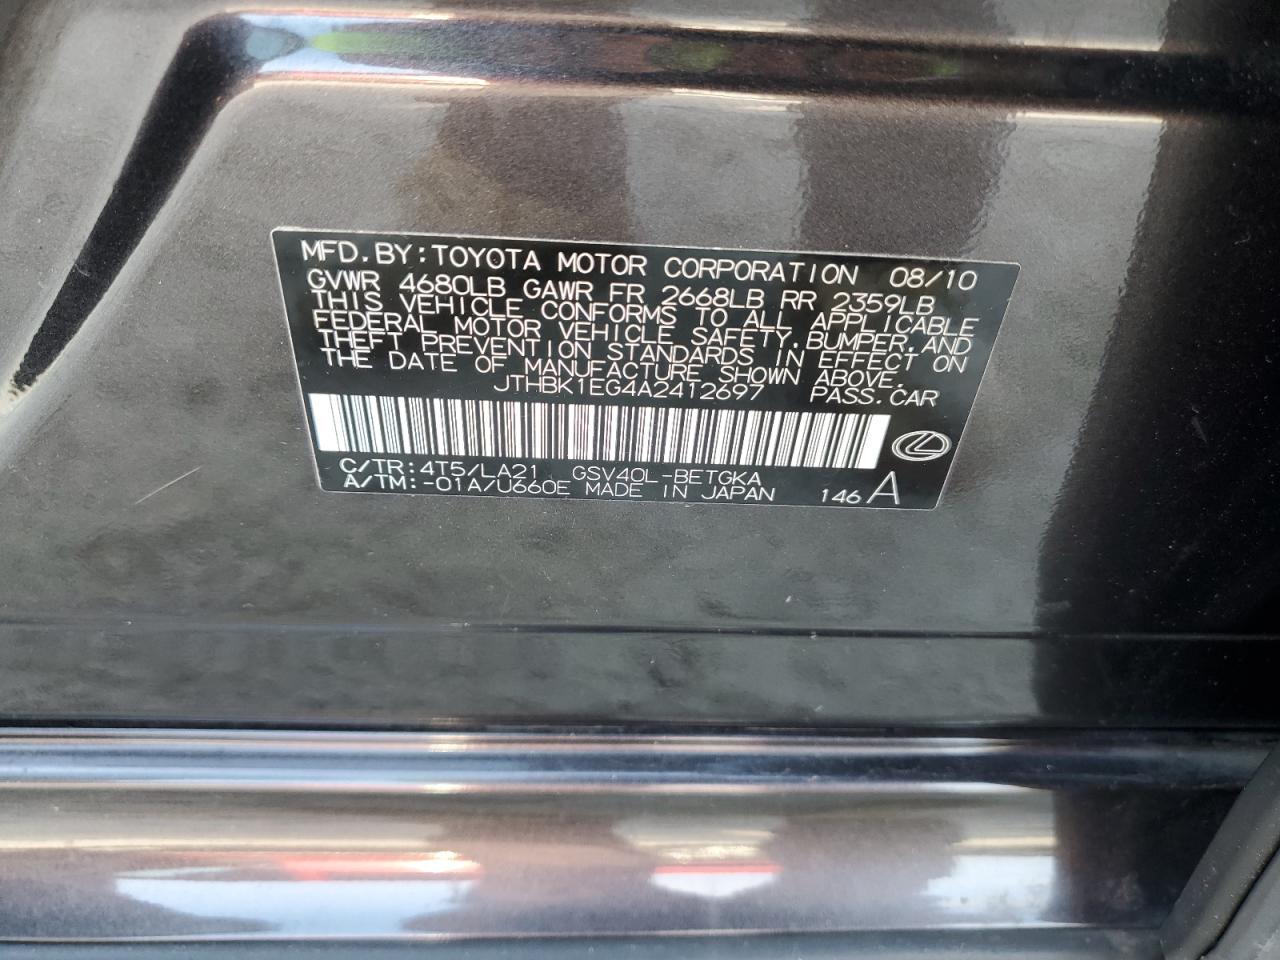 MFD.BY:TOYOTA MOTOR CORPORATION 08/10
GVWR 4680LB GAWR FR 2668LB RR 2359LB
THIS VEHICLE CONFORMS TO ALL APPLICABLE
FEDERAL MOTOR VEHICLE SAFETY,BUMPER,AND
THEFT PREVENTION STANDARDS IN EFFECT ON
THE DATE OF MANUFACTURE SHOWN ABOVE.
JTHBK1EG4A2412697 PASS.CAR
C/TR:4T5/LA21 GSV40L-BETGKA
A/TM:-01A/U660E MADE IN JAPAN 146 A